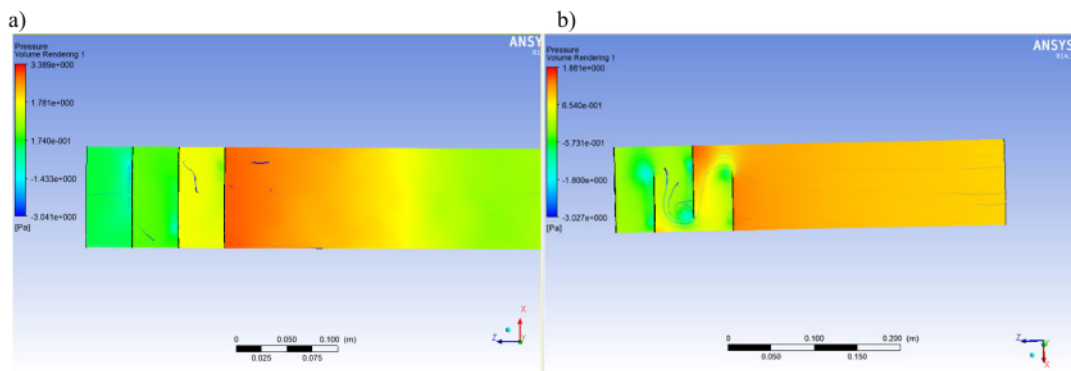 a)
b)
Pressure
Volume Rendering 1
3.389e+000
1.781e+000
1.740e-001
-1.433e+000
-3.041e+000
[Pa]
ANSY
0
0.050
0.100
(m)
0.025
0.075
X
Y
Z
Pressure
Volume Rendering 1
1.881e+000
6.540e-001
-5.731e-001
-1.800e+000
-3.027e+000
[Pa]
ANSYS
R14.
0
0.100
0.200
(m)
0.050
0.150
Z
Y
X